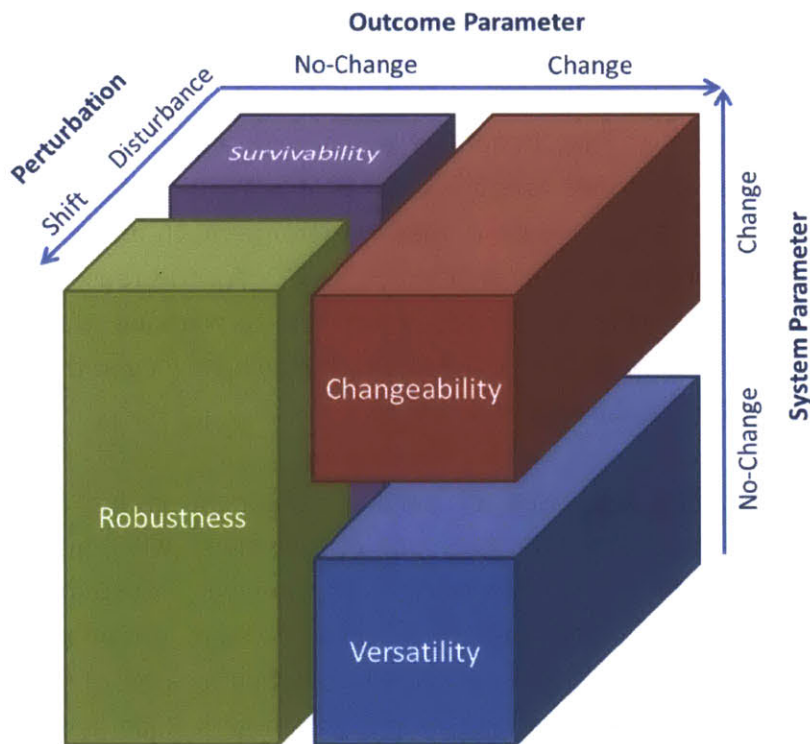 Outcome Parameter
No-Change
Change
Perturbation
Disturbance
Shift
Survivability
Change
System Parameter
Changeability
No-Change
Robustness
Versatility